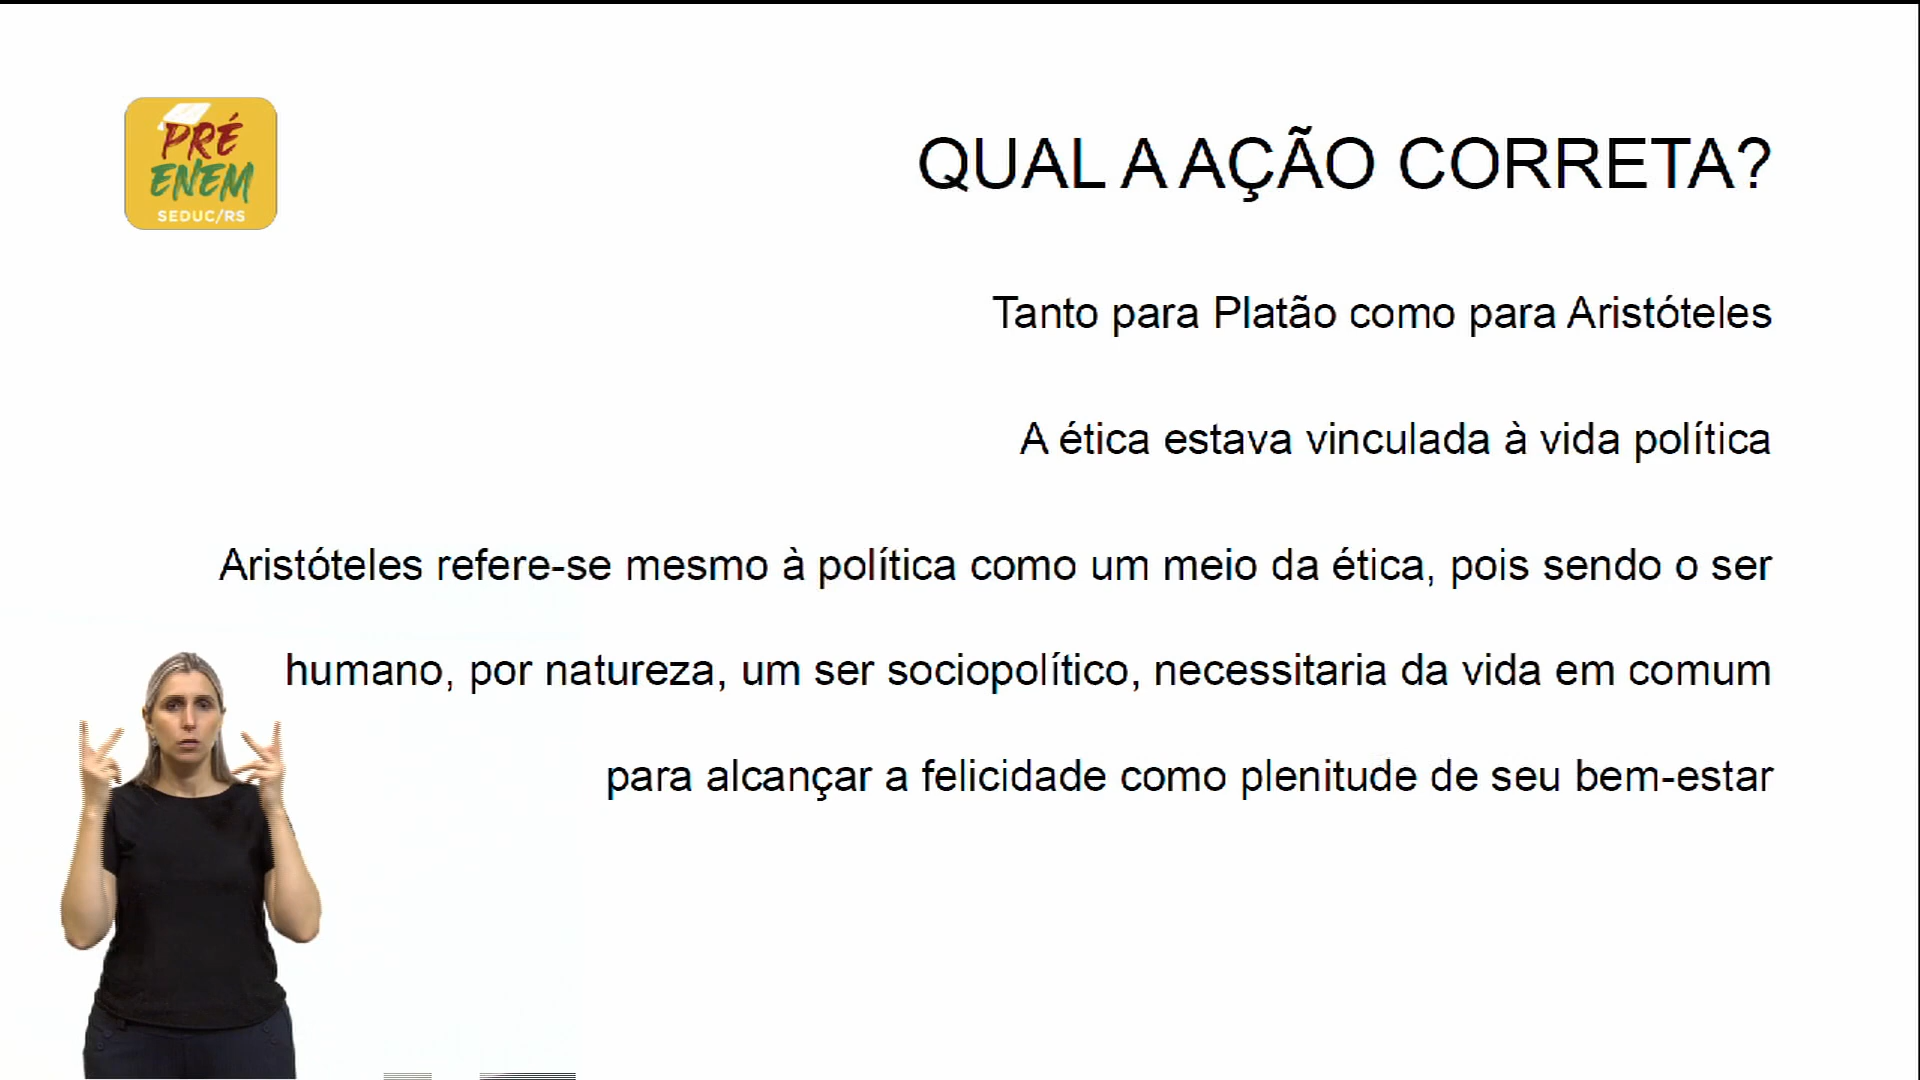 PRÉ
ENEM
SEDUC/RS
QUAL A AÇÃO CORRETA?
Tanto para Platão como para Aristóteles
A ética estava vinculada à vida política
Aristóteles refere-se mesmo à política como um meio da ética, pois sendo o ser
humano, por natureza, um ser sociopolítico, necessitaria da vida em comum
para alcançar a felicidade como plenitude de seu bem-estar